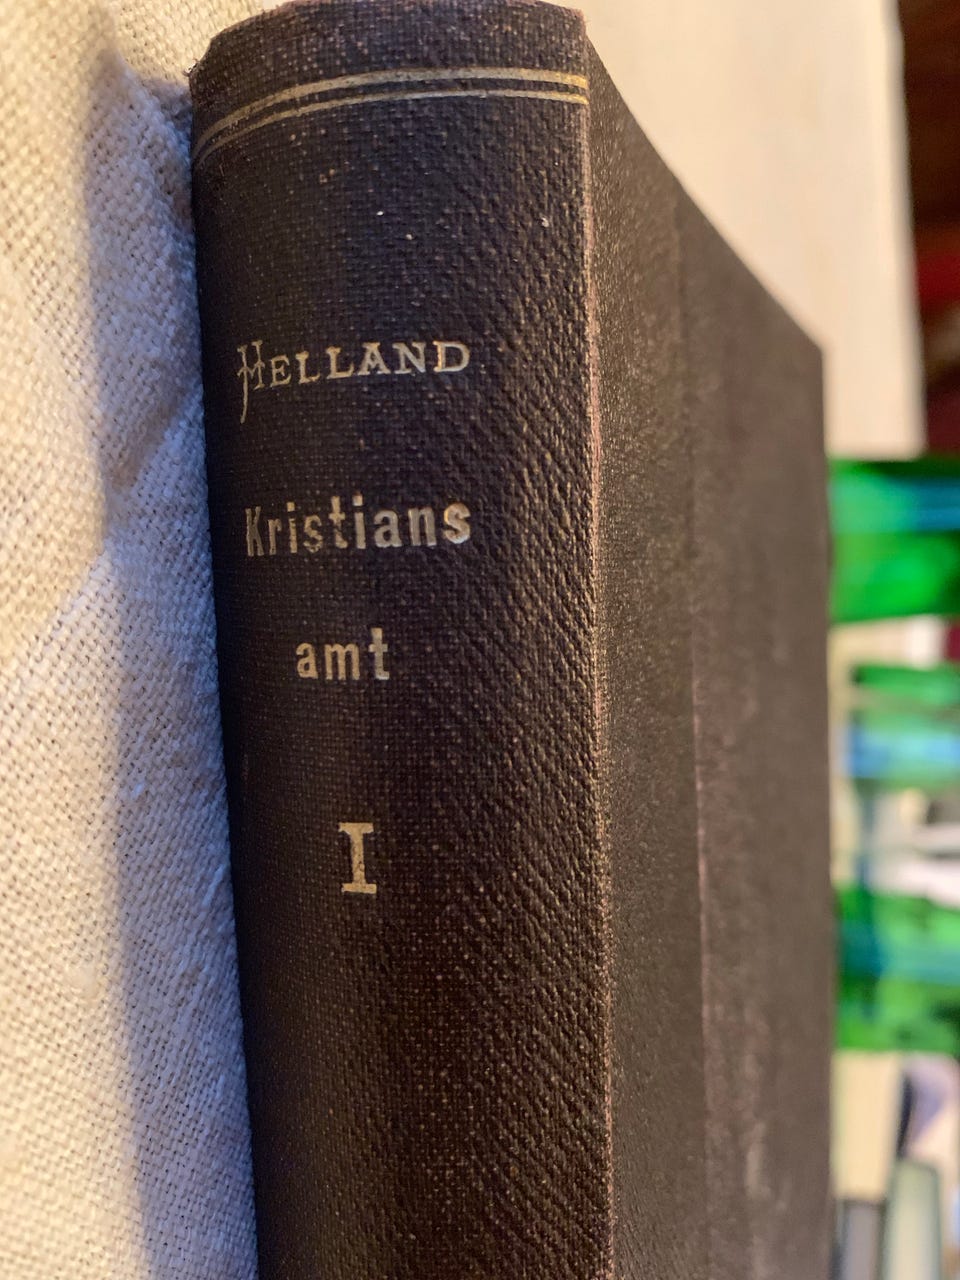 HELLAND
Kristians
amt
I